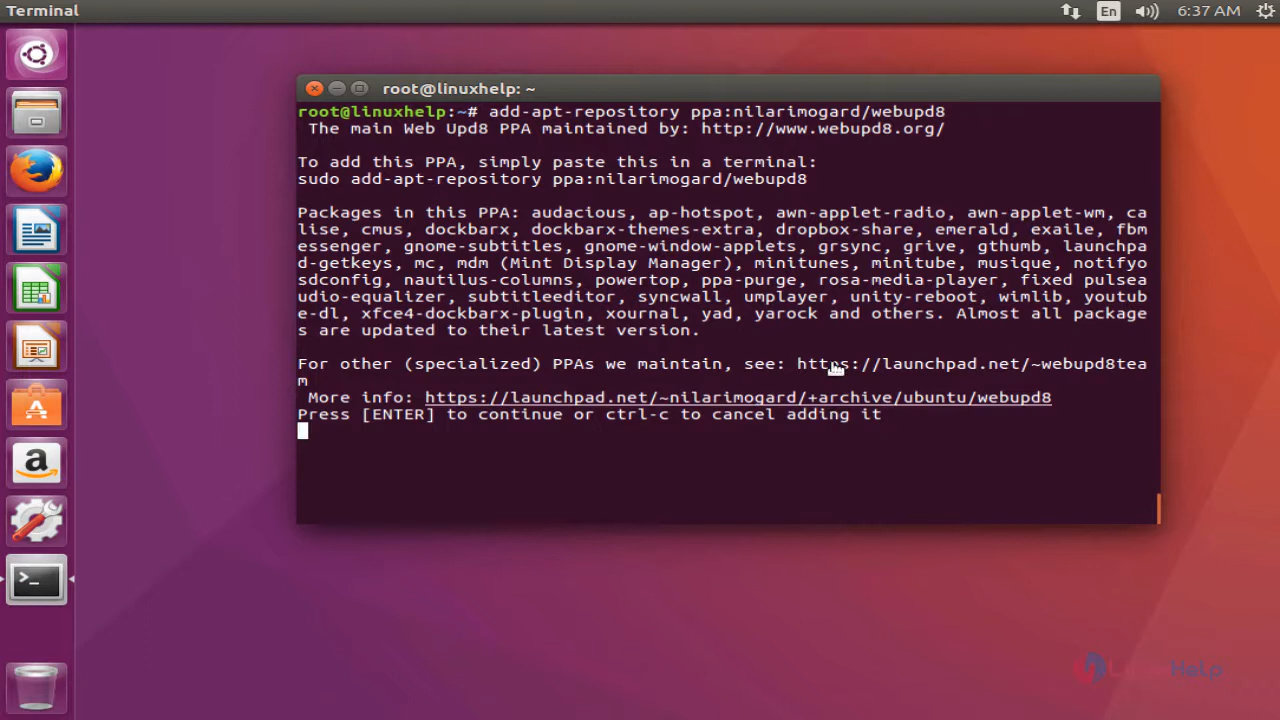 Terminal
En
6:37 AM
root@linuxhelp: ~
root@linuxhelp:~# add-apt-repository ppa:nilarimogard/webupd8
The main Web Upd8 PPA maintained by: http://www.webupd8.org/
To add this PPA, simply paste this in a terminal:
sudo add-apt-repository ppa:nilarimogard/webupd8
Packages in this PPA: audacious, ap-hotspot, awn-applet-radio, awn-applet-wm, ca
lise, cmus, dockbarx, dockbarx-themes-extra, dropbox-share, emerald, exaile, fbm
essenger, gnome-subtitles, gnome-window-applets, grsync, grive, gthumb, launchpa
d-getkeys, mc, mdm (Mint Display Manager), minitunes, minitube, musique, notifyo
sdconfig, nautilus-columns, powertop, ppa-purge, rosa-media-player, fixed pulsea
udio-equalizer, subtitleeditor, syncwall, umplayer, unity-reboot, wimlib, youtub
e-dl, xfce4-dockbarx-plugin, xournal, yad, yarock and others. Almost all package
s are updated to their latest version.
For other (specialized) PPAs we maintain, see: https://launchpad.net/~webupd8tea
m
More info: https://launchpad.net/~nilarimogard/+archive/ubuntu/webupd8
Press [ENTER] to continue or ctrl-c to cancel adding it
a
>_
LinuxHelp